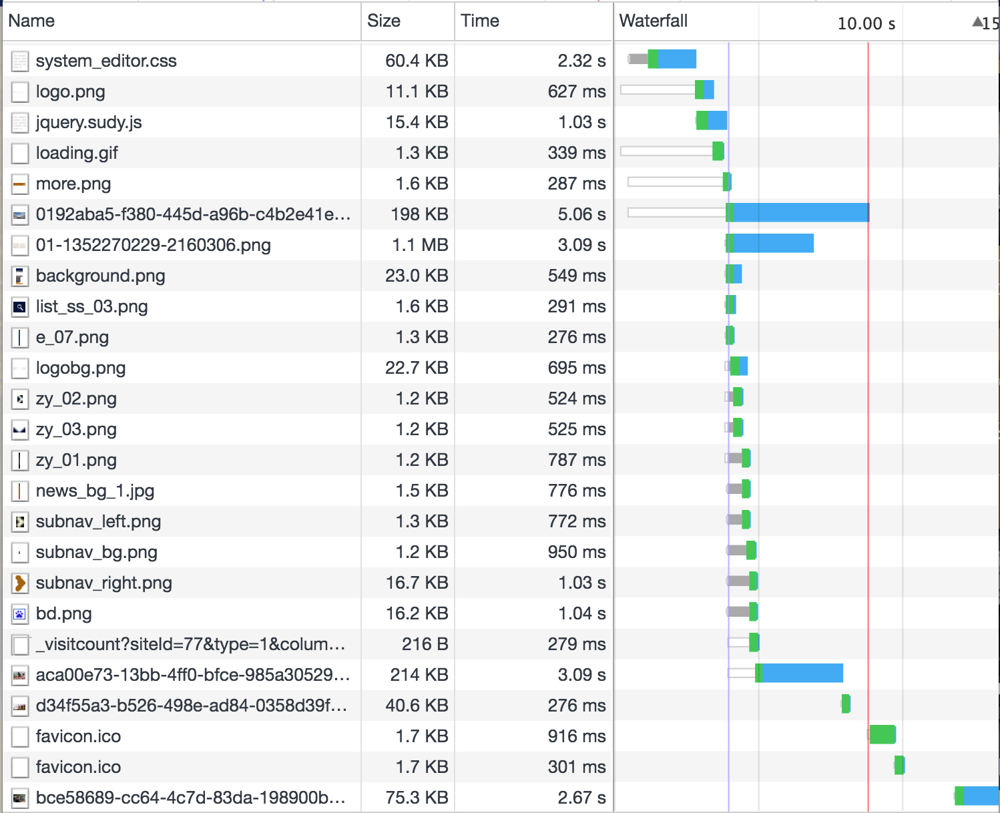 Name Size Time Waterfall 10.00 s ▲15
system_editor.css 60.4 KB 2.32 s
logo.png 11.1 KB 627 ms
jquery.sudy.js 15.4 KB 1.03 s
loading.gif 1.3 KB 339 ms
more.png 1.6 KB 287 ms
0192aba5-f380-445d-a96b-c4b2e41e... 198 KB 5.06 s
01-1352270229-2160306.png 1.1 MB 3.09 s
background.png 23.0 KB 549 ms
list_ss_03.png 1.6 KB 291 ms
e_07.png 1.3 KB 276 ms
logobg.png 22.7 KB 695 ms
zy_02.png 1.2 KB 524 ms
zy_03.png 1.2 KB 525 ms
zy_01.png 1.2 KB 787 ms
news_bg_1.jpg 1.5 KB 776 ms
subnav_left.png 1.3 KB 772 ms
subnav_bg.png 1.2 KB 950 ms
subnav_right.png 16.7 KB 1.03 s
bd.png 16.2 KB 1.04 s
_visitcount?siteId=77&type=1&colum... 216 B 279 ms
aca00e73-13bb-4ff0-bfce-985a30529... 214 KB 3.09 s
d34f55a3-b526-498e-ad84-0358d39f... 40.6 KB 276 ms
favicon.ico 1.7 KB 916 ms
favicon.ico 1.7 KB 301 ms
bce58689-cc64-4c7d-83da-198900b... 75.3 KB 2.67 s